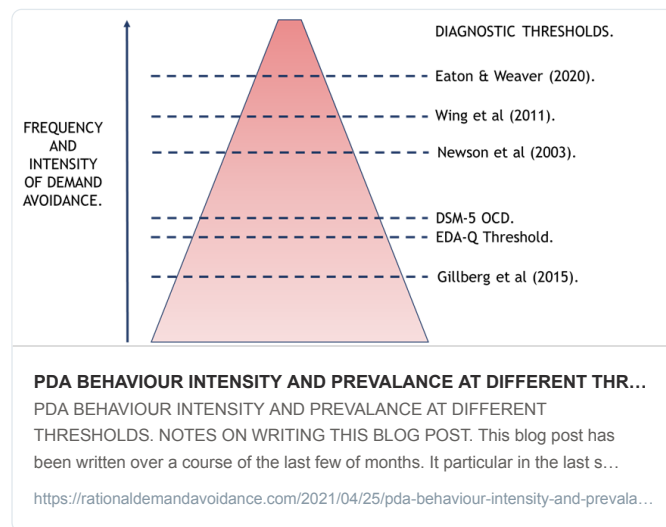 DIAGNOSTIC THRESHOLDS.
Eaton & Weaver (2020).
Wing et al (2011).
Newson et al (2003).
DSM-5 OCD.
EDA-Q Threshold.
Gillberg et al (2015).
FREQUENCY
AND
INTENSITY
OF DEMAND
AVOIDANCE.
PDA BEHAVIOUR INTENSITY AND PREVALANCE AT DIFFERENT THR...
PDA BEHAVIOUR INTENSITY AND PREVALANCE AT DIFFERENT
THRESHOLDS. NOTES ON WRITING THIS BLOG POST. This blog post has
been written over a course of the last few of months. It particular in the last s...
https://rationaldemandavoidance.com/2021/04/25/pda-behaviour-intensity-and-prevala...